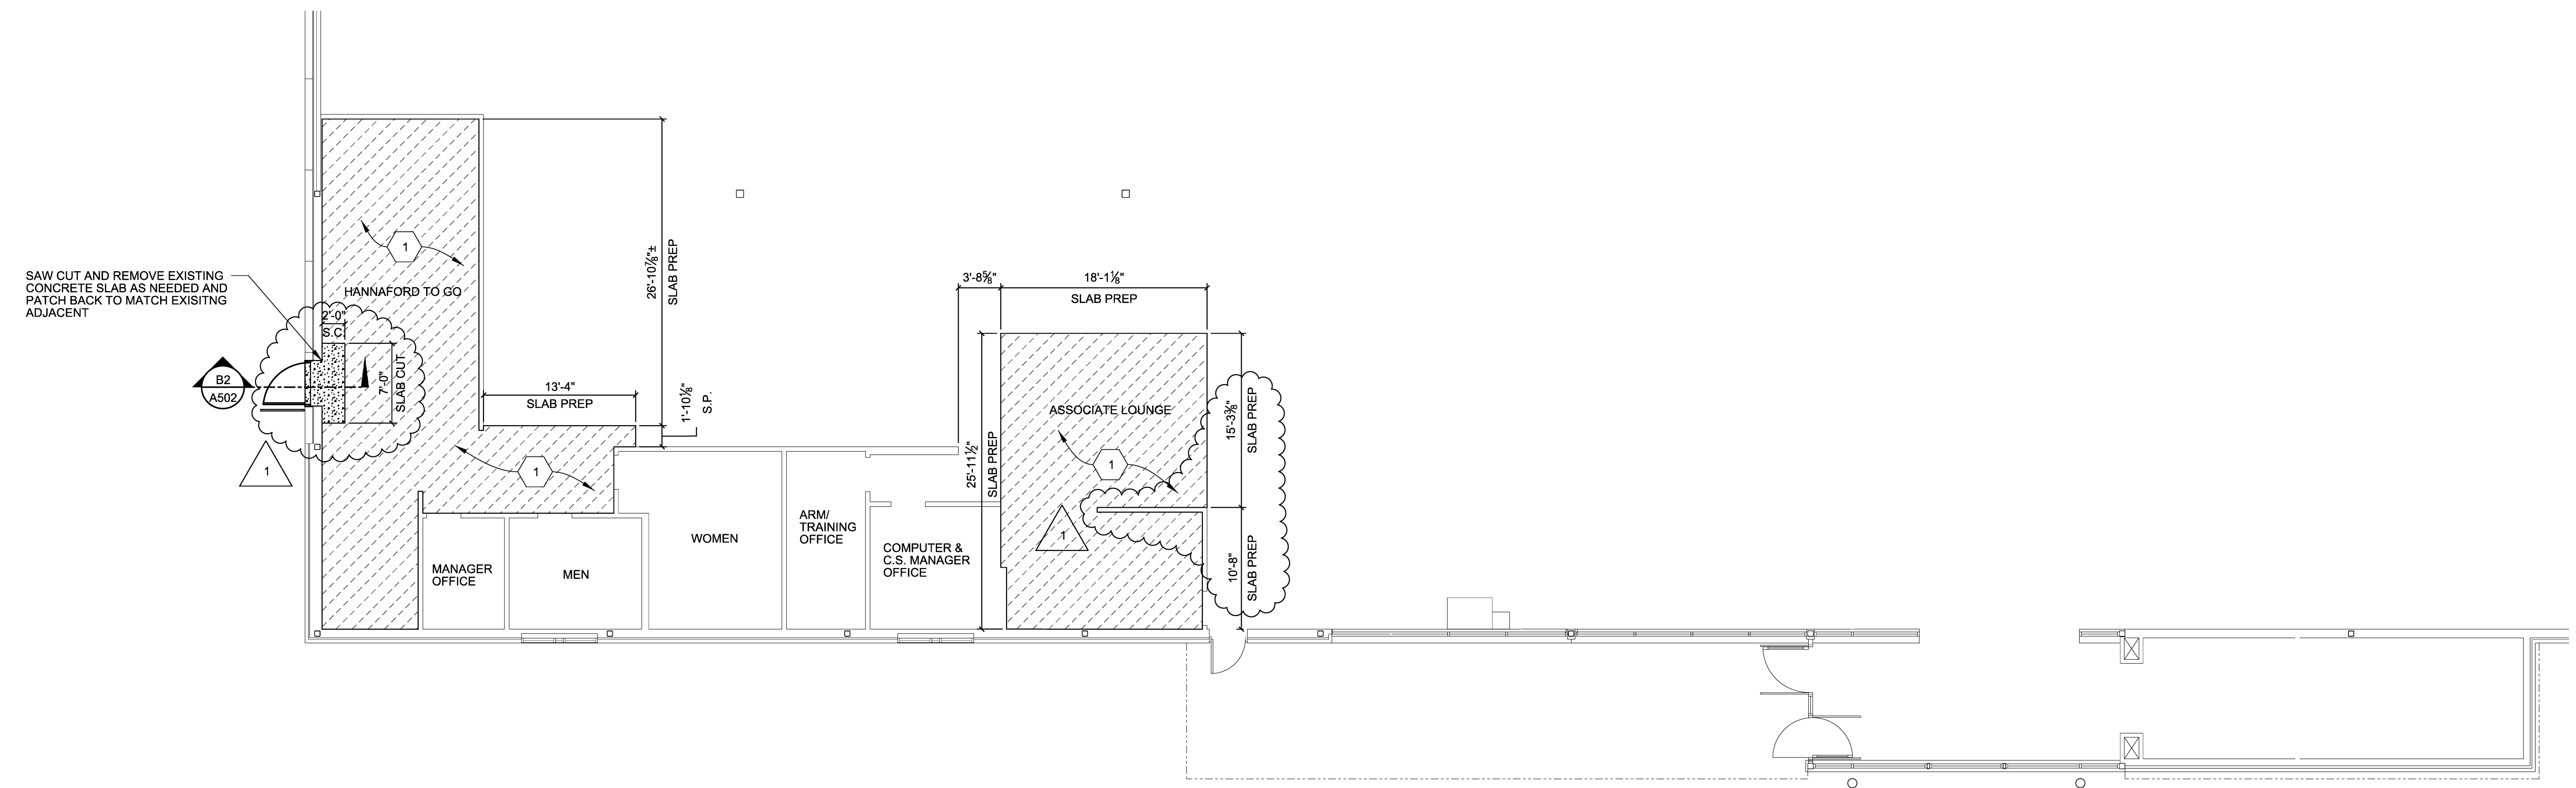 SAW CUT AND REMOVE EXISTING
CONCRETE SLAB AS NEEDED AND
PATCH BACK TO MATCH EXISITNG
ADJACENT
B2
A502
1
HANNAFORD TO GO
1
2'-0"
S.C.
7'-0"
SLAB CUT
26'-10⅞"±
SLAB PREP
13'-4"
SLAB PREP
1'-10⅛"
S.P.
1
MANAGER
OFFICE
MEN
WOMEN
ARM/
TRAINING
OFFICE
COMPUTER &
C.S. MANAGER
OFFICE
3'-8⅝"
18'-1⅛"
SLAB PREP
25'-11½"
SLAB PREP
ASSOCIATE LOUNGE
1
1
15'-3⅜"
SLAB PREP
10'-8"
SLAB PREP